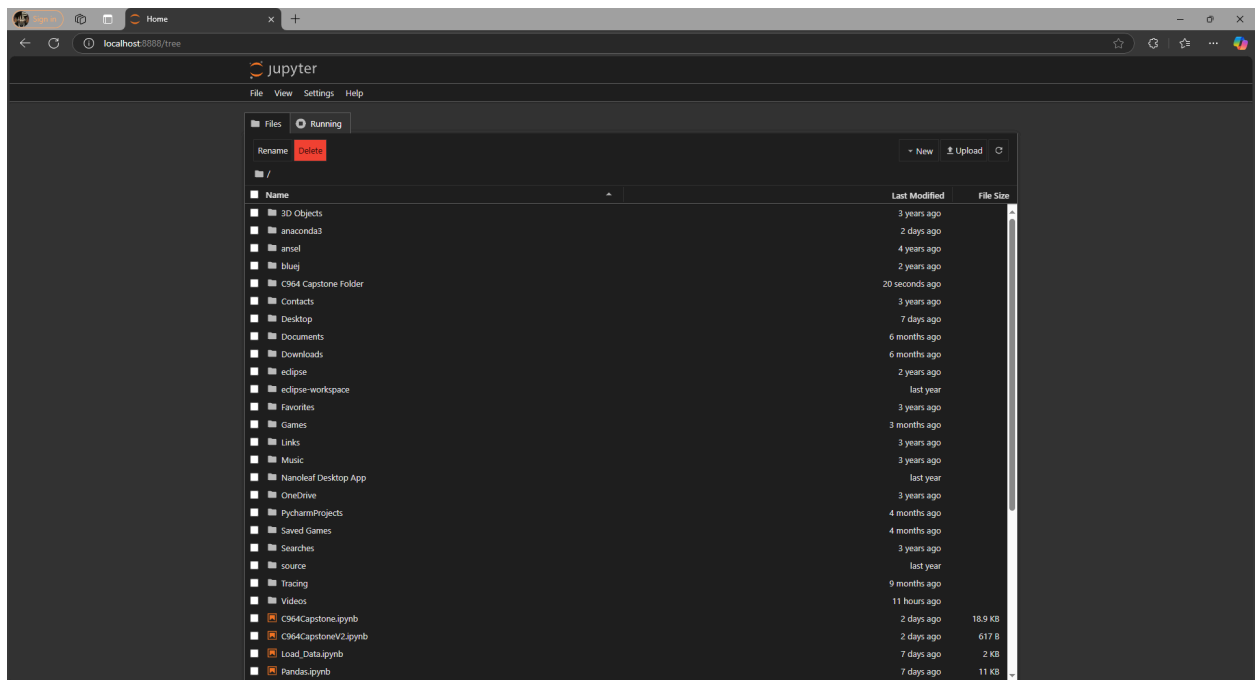 Sign in Home
localhost:8888/tree
jupyter
File View Settings Help
Files Running
Rename Delete New Upload
/
Name Last Modified File Size
3D Objects 3 years ago
anaconda3 2 days ago
ansel 4 years ago
bluej 2 years ago
C964 Capstone Folder 20 seconds ago
Contacts 3 years ago
Desktop 7 days ago
Documents 6 months ago
Downloads 6 months ago
eclipse 2 years ago
eclipse-workspace last year
Favorites 3 years ago
Games 3 months ago
Links 3 years ago
Music 3 years ago
Nanoleaf Desktop App last year
OneDrive 3 years ago
PycharmProjects 4 months ago
Saved Games 4 months ago
Searches 3 years ago
source last year
Tracing 9 months ago
Videos 11 hours ago
C964Capstone.ipynb 2 days ago 18.9 KB
C964CapstoneV2.ipynb 2 days ago 617 B
Load_Data.ipynb 7 days ago 2 KB
Pandas.ipynb 7 days ago 11 KB